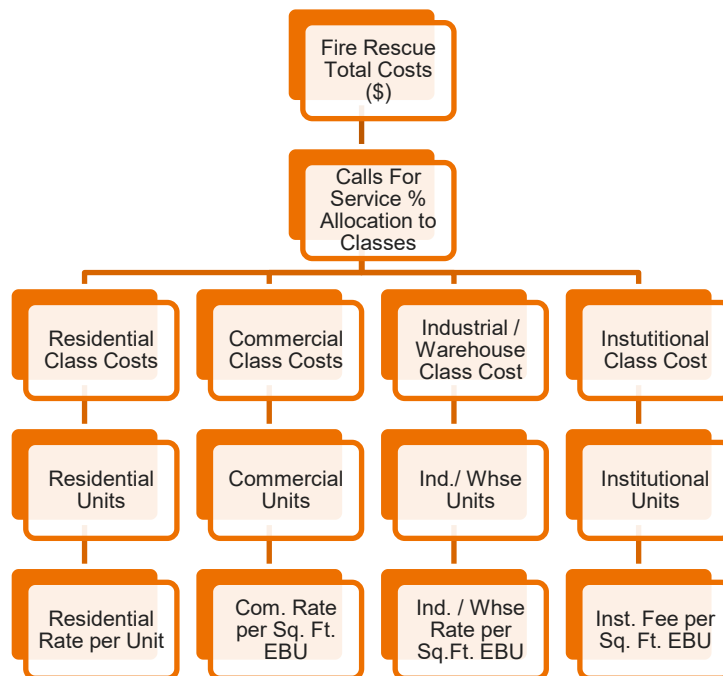 Fire Rescue
Total Costs
($)
Calls For
Service %
Allocation to
Classes
Residential
Class Costs
Commercial
Class Costs
Industrial /
Warehouse
Class Cost
Instutitional
Class Cost
Residential
Units
Commercial
Units
Ind./ Whse
Units
Institutional
Units
Residential
Rate per Unit
Com. Rate
per Sq. Ft.
EBU
Ind. / Whse
Rate per
Sq.Ft. EBU
Inst. Fee per
Sq. Ft. EBU